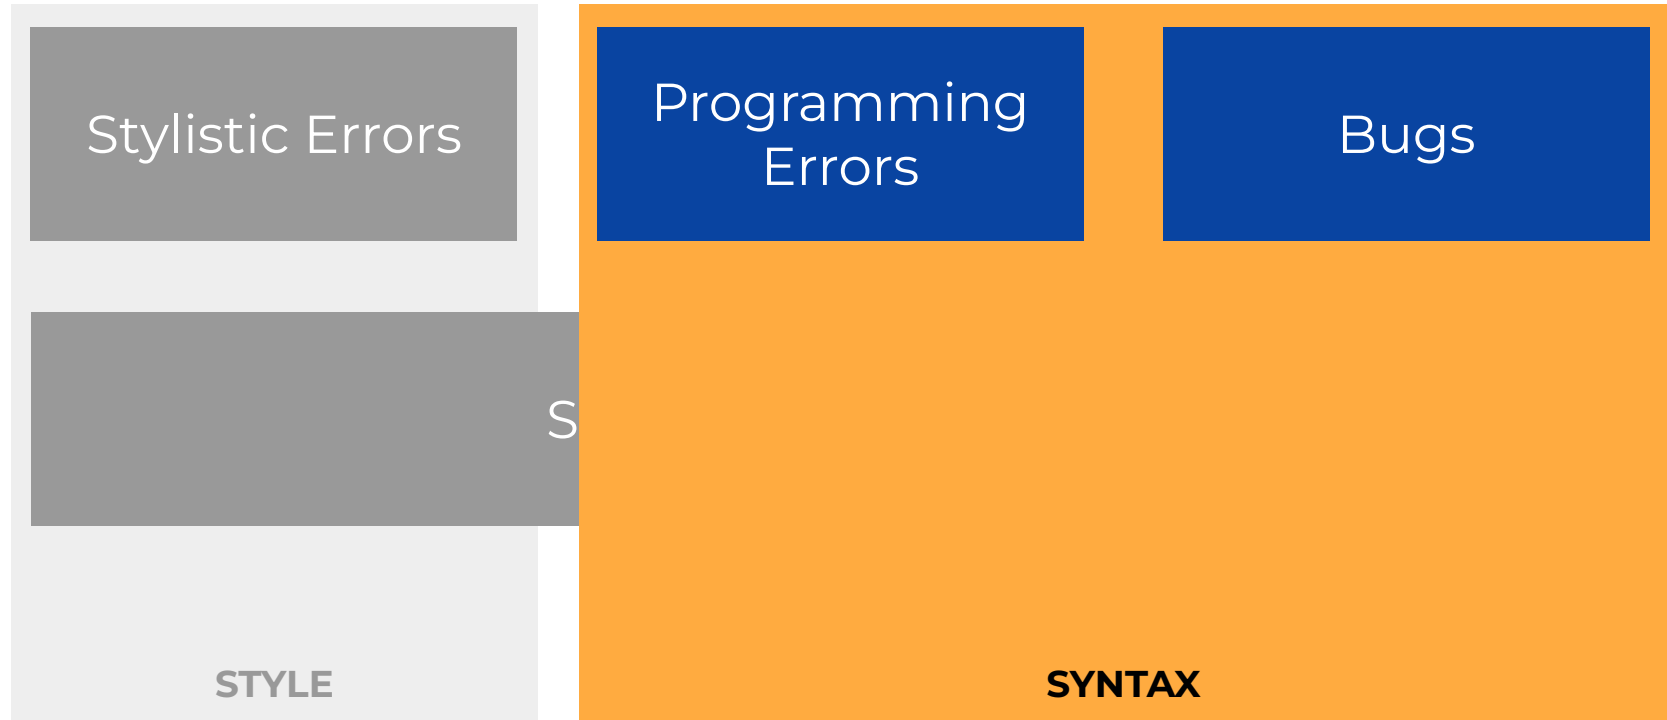 Stylistic Errors
Programming
Errors
Bugs
S
STYLE
SYNTAX